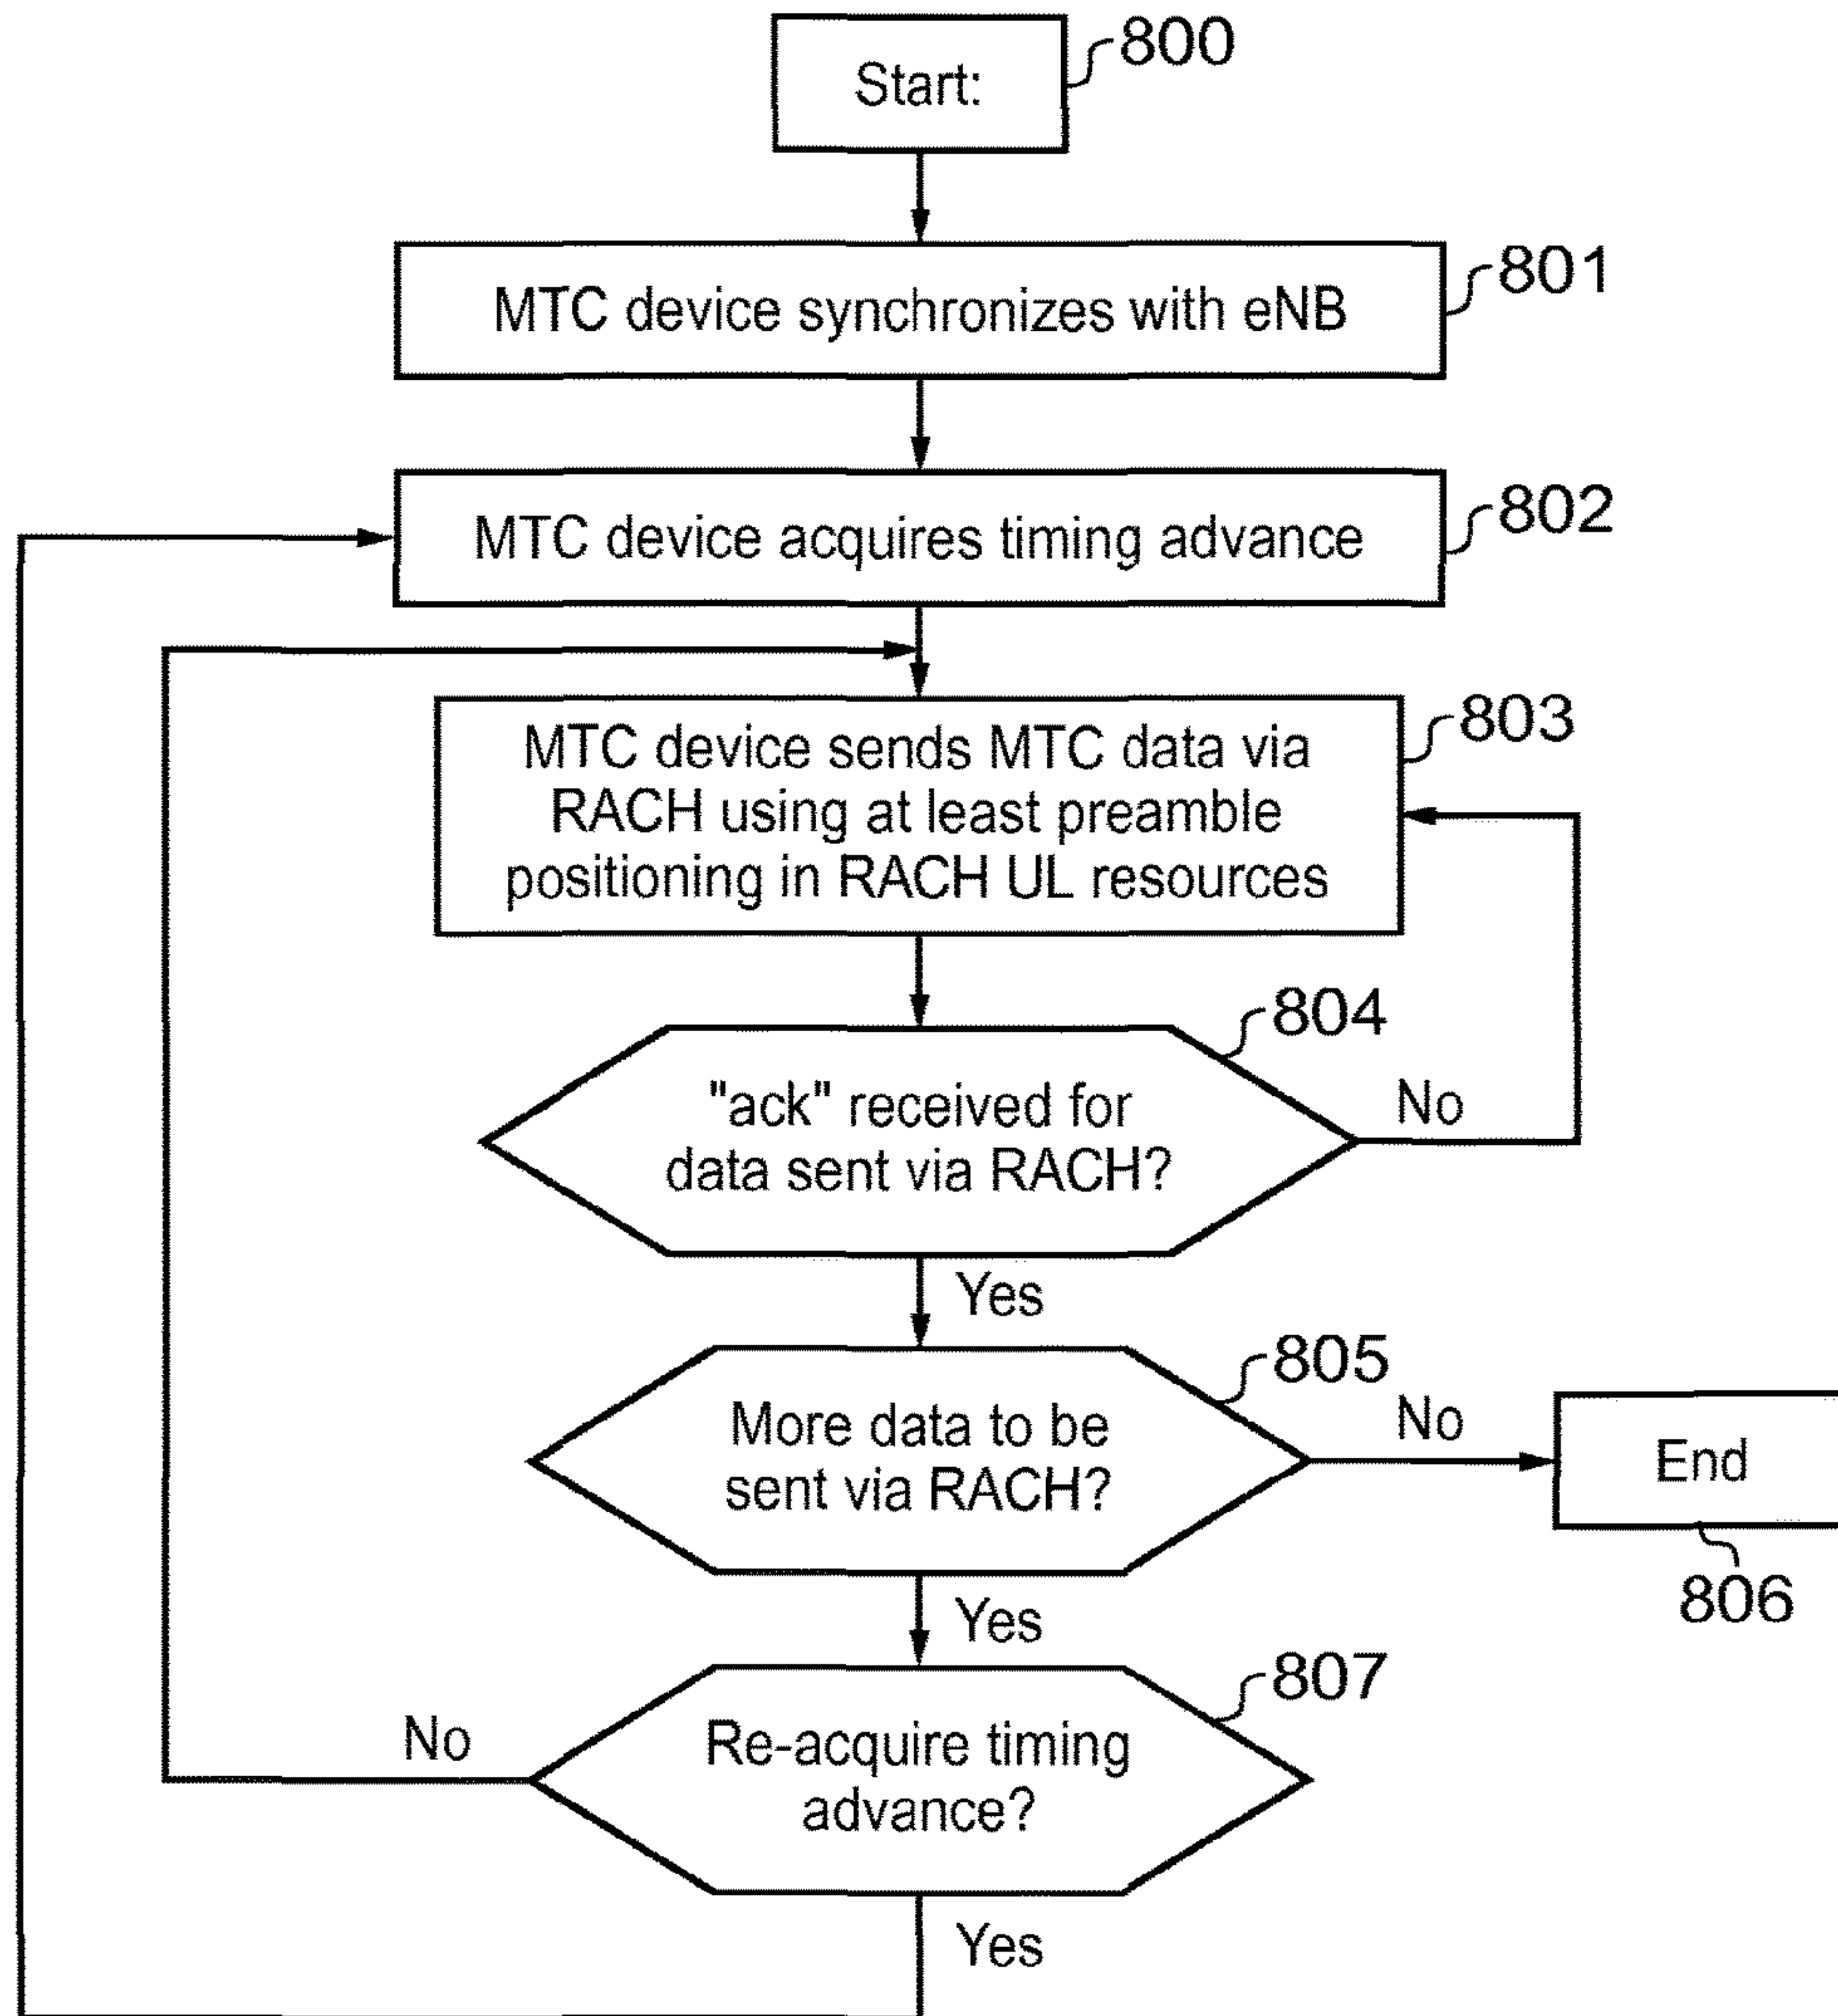 800
Start:
801
MTC device synchronizes with eNB
802
MTC device acquires timing advance
803
MTC device sends MTC data via
RACH using at least preamble
positioning in RACH UL resources
804
"ack" received for
data sent via RACH?
No
Yes
805
More data to be
sent via RACH?
No
End
806
Yes
807
Re-acquire timing
advance?
No
Yes